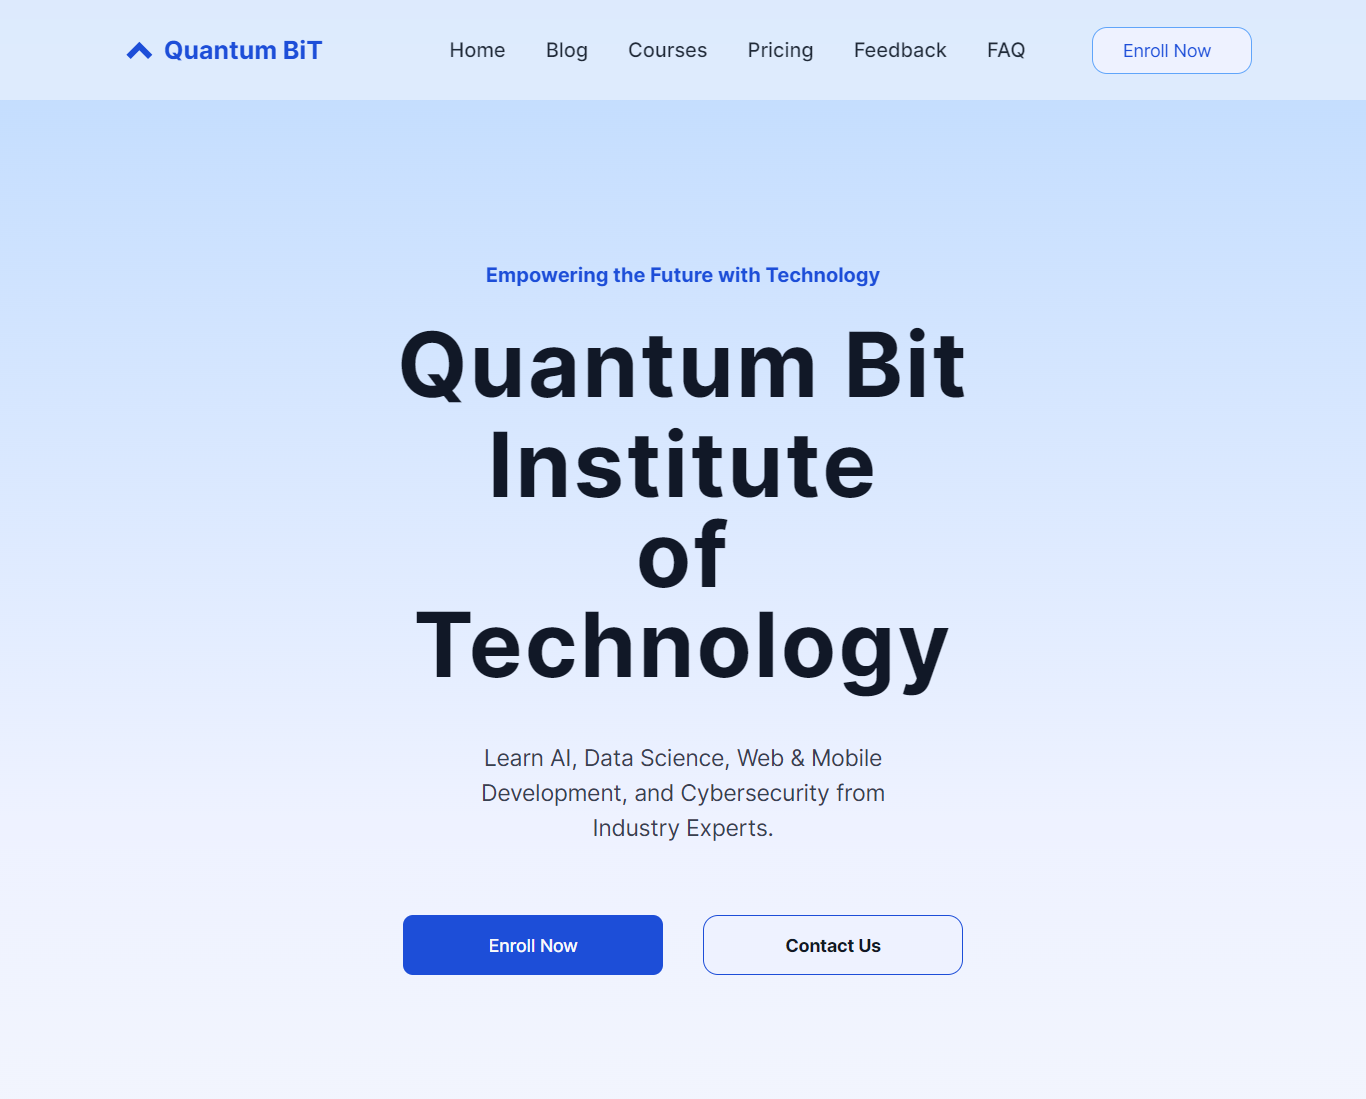 Quantum BiT
Home Blog Courses Pricing Feedback FAQ Enroll Now
Empowering the Future with Technology
Quantum Bit
Institute
of
Technology
Learn AI, Data Science, Web & Mobile
Development, and Cybersecurity from
Industry Experts.
Enroll Now Contact Us